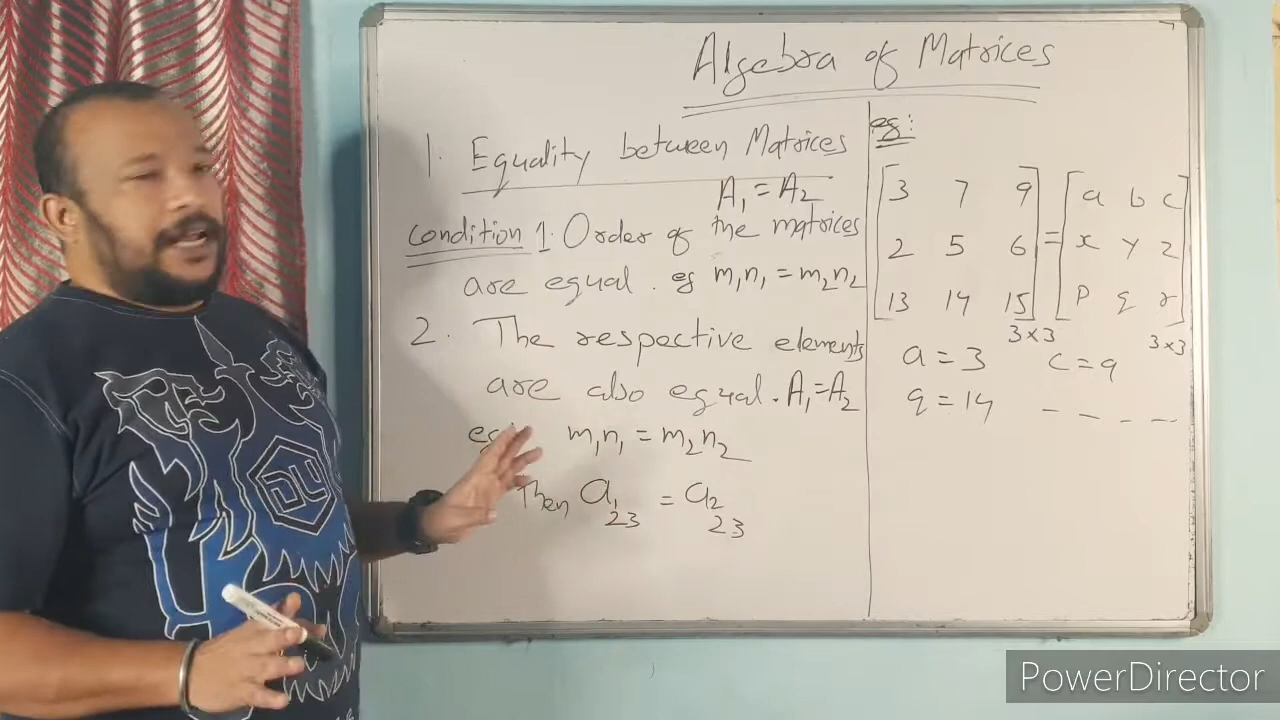 Algebra of Matrices
1. Equality between Matrices
A₁ = A₂
Condition 1. Order of the matrices
are equal. eg m₁n₁ = m₂n₂
2. The respective elements
are also equal. A₁=A₂
m₁n₁ = m₂n₂
Then a₁ 23 = a₂ 23
eg:
3 7 9 = a b c
2 5 6 x y z
13 14 15 p q r
3×3 3×3
a = 3 c = 9
q = 14 - - - -
DU
PowerDirector